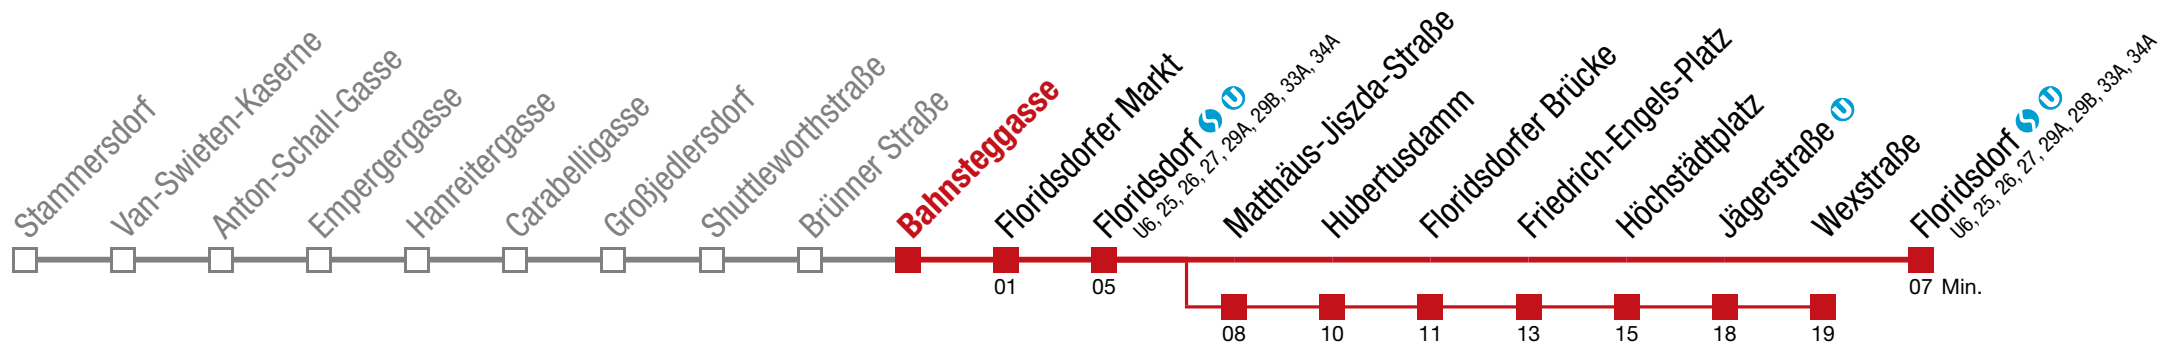 Stammersdorf
Van-Swieten-Kaserne
Anton-Schall-Gasse
Empergergasse
Hanreitergasse
Carabelligasse
Großjedlersdorf
Shuttleworthstraße
Brünner Straße
Bahnsteggasse
Floridsdorfer Markt
Floridsdorf S U
U6, 25, 26, 27, 29A, 29B, 33A, 34A
Matthäus-Jiszda-Straße
Hubertusdamm
Floridsdorfer Brücke
Friedrich-Engels-Platz
Höchstädtplatz
Jägerstraße U
Wexstraße
Floridsdorf S U
U6, 25, 26, 27, 29A, 29B, 33A, 34A
01 05 07 Min.
08 10 11 13 15 18 19